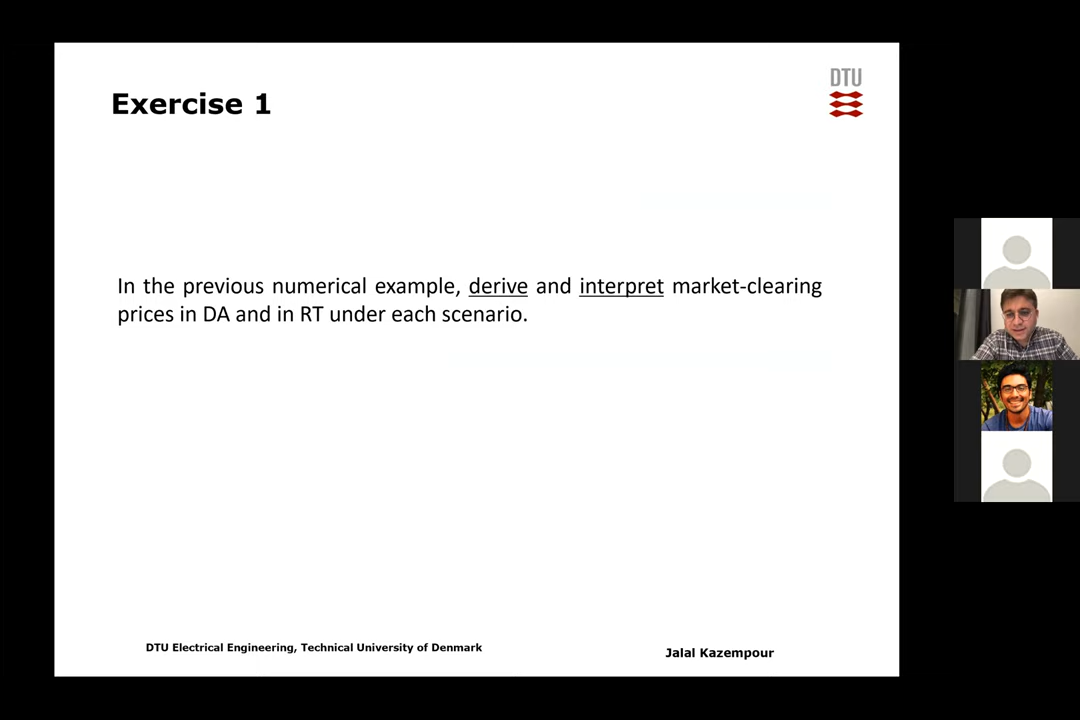 DTU
Exercise 1
In the previous numerical example, derive and interpret market-clearing
prices in DA and in RT under each scenario.
DTU Electrical Engineering, Technical University of Denmark
Jalal Kazempour